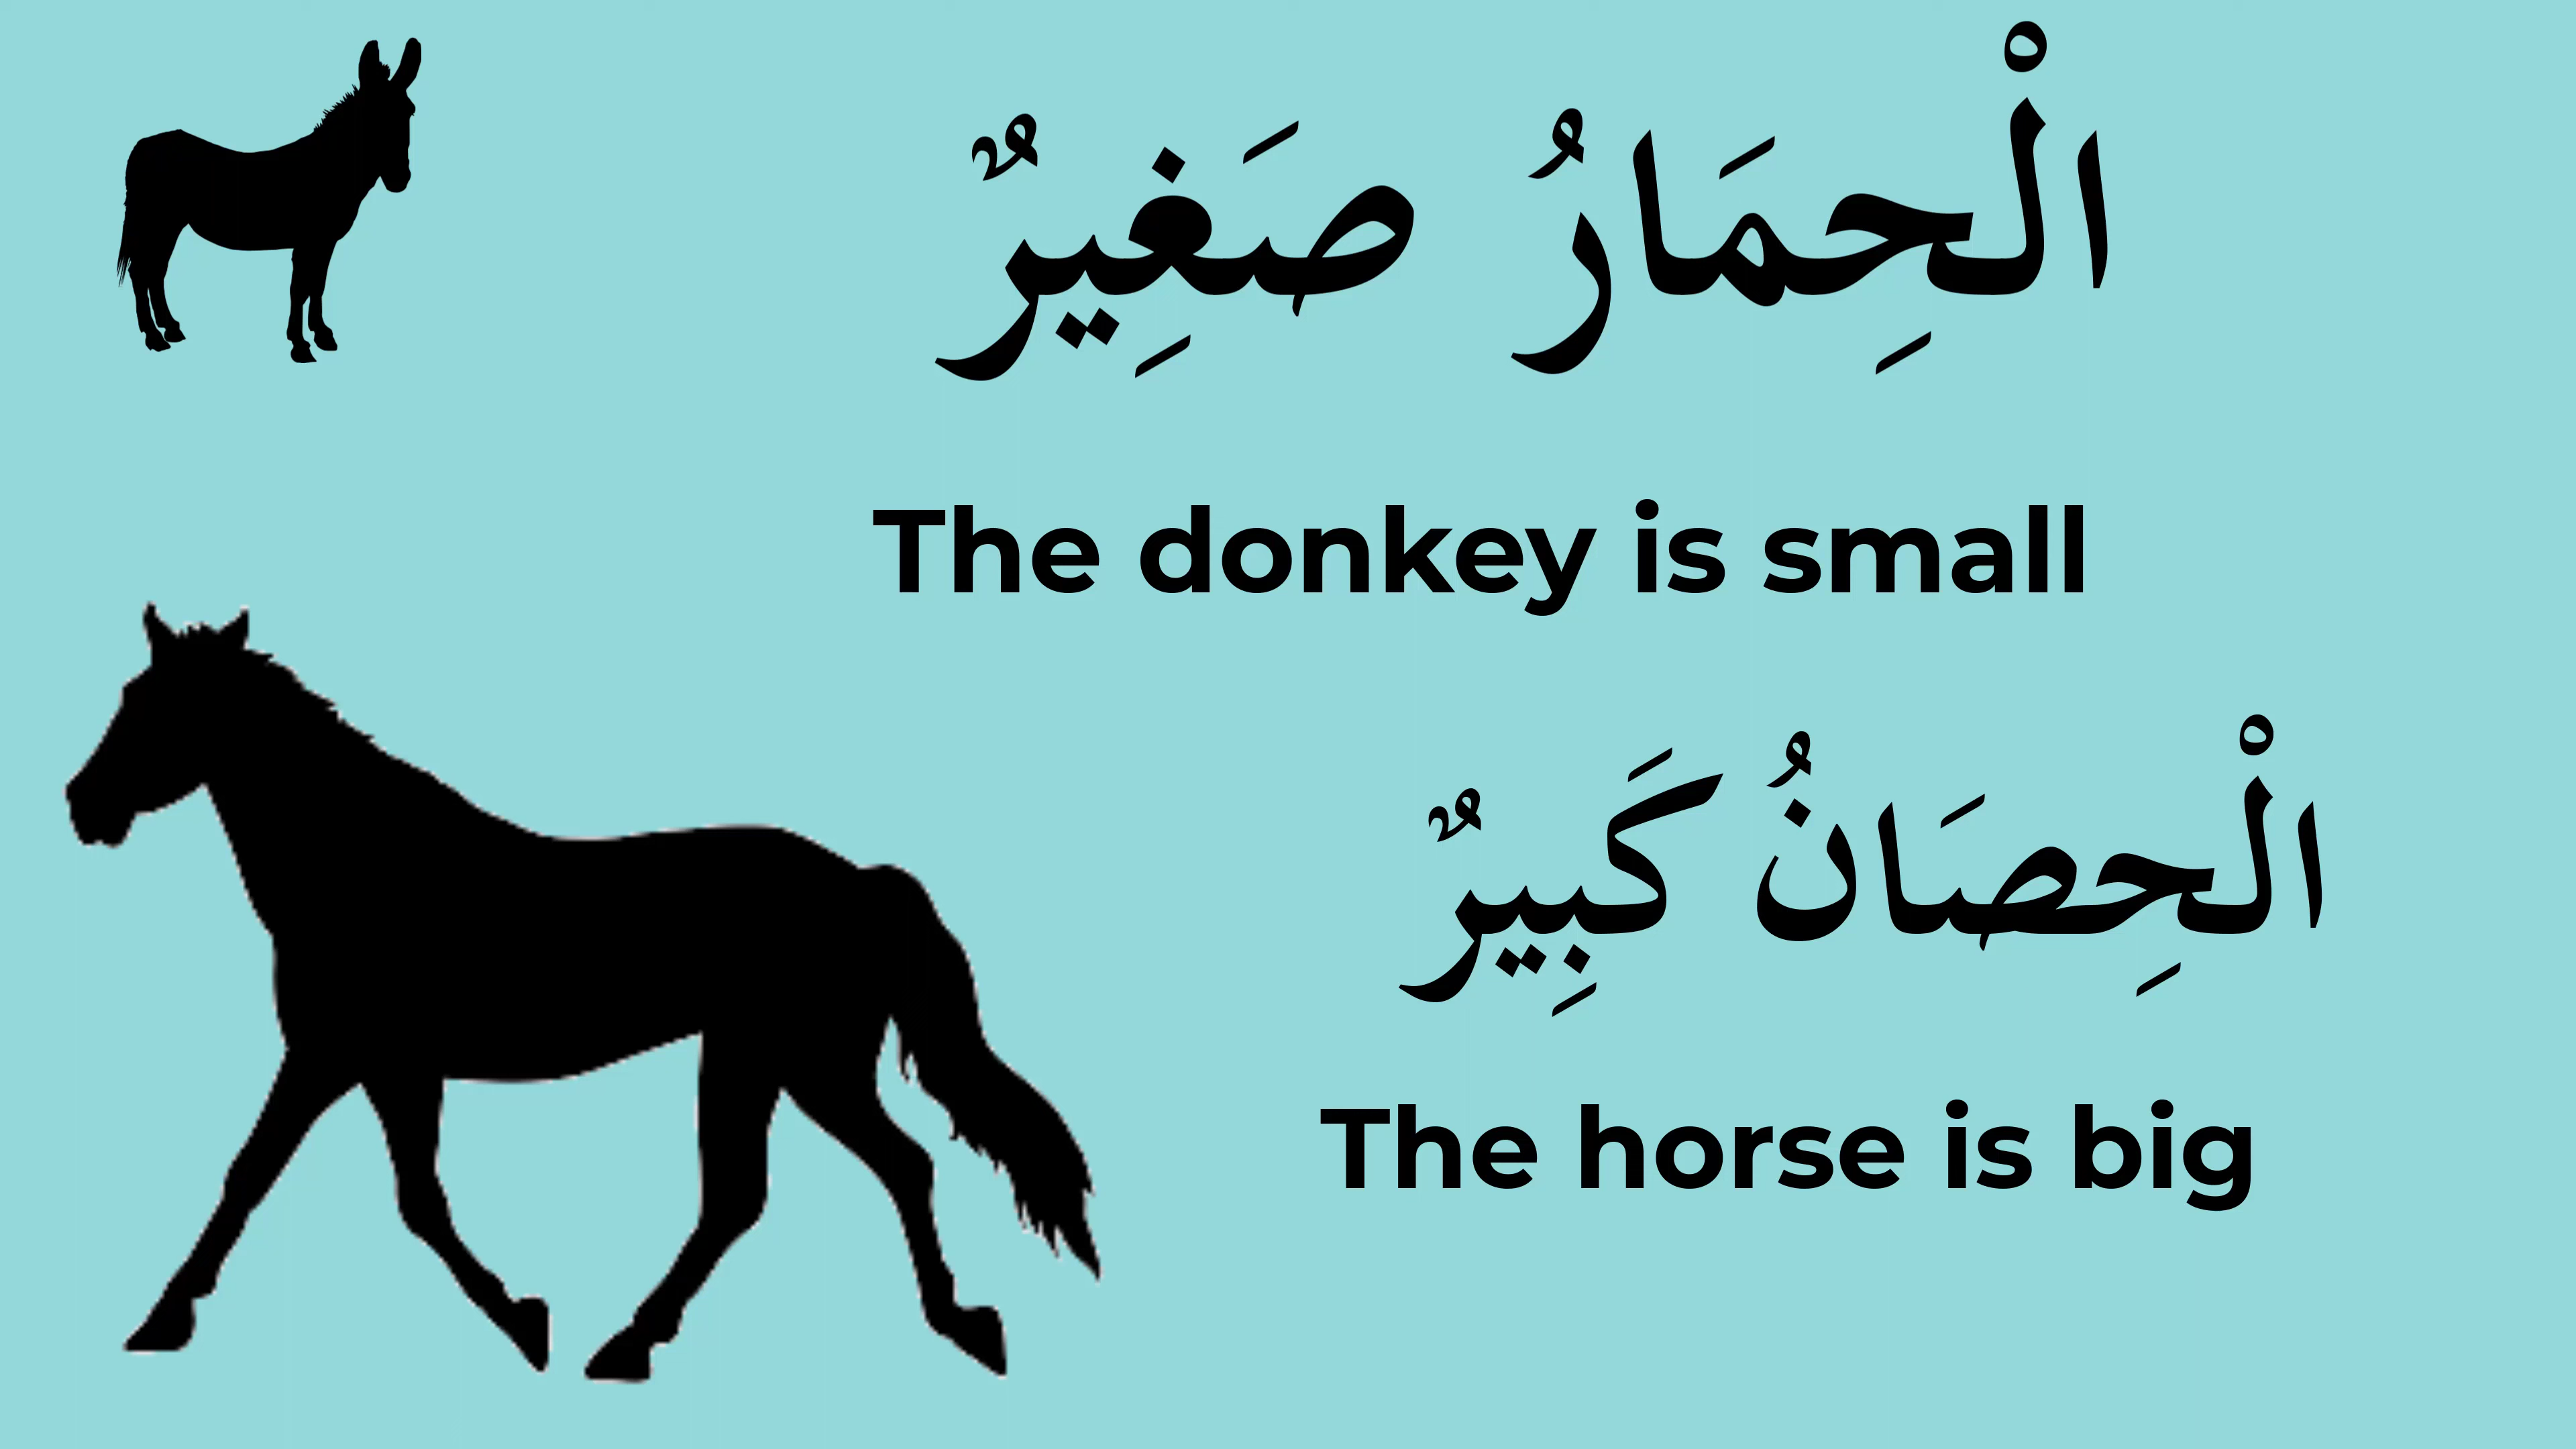 الْحِمَارُ صَغِيرٌ
The donkey is small
الْحِصَانُ كَبِيرٌ
The horse is big